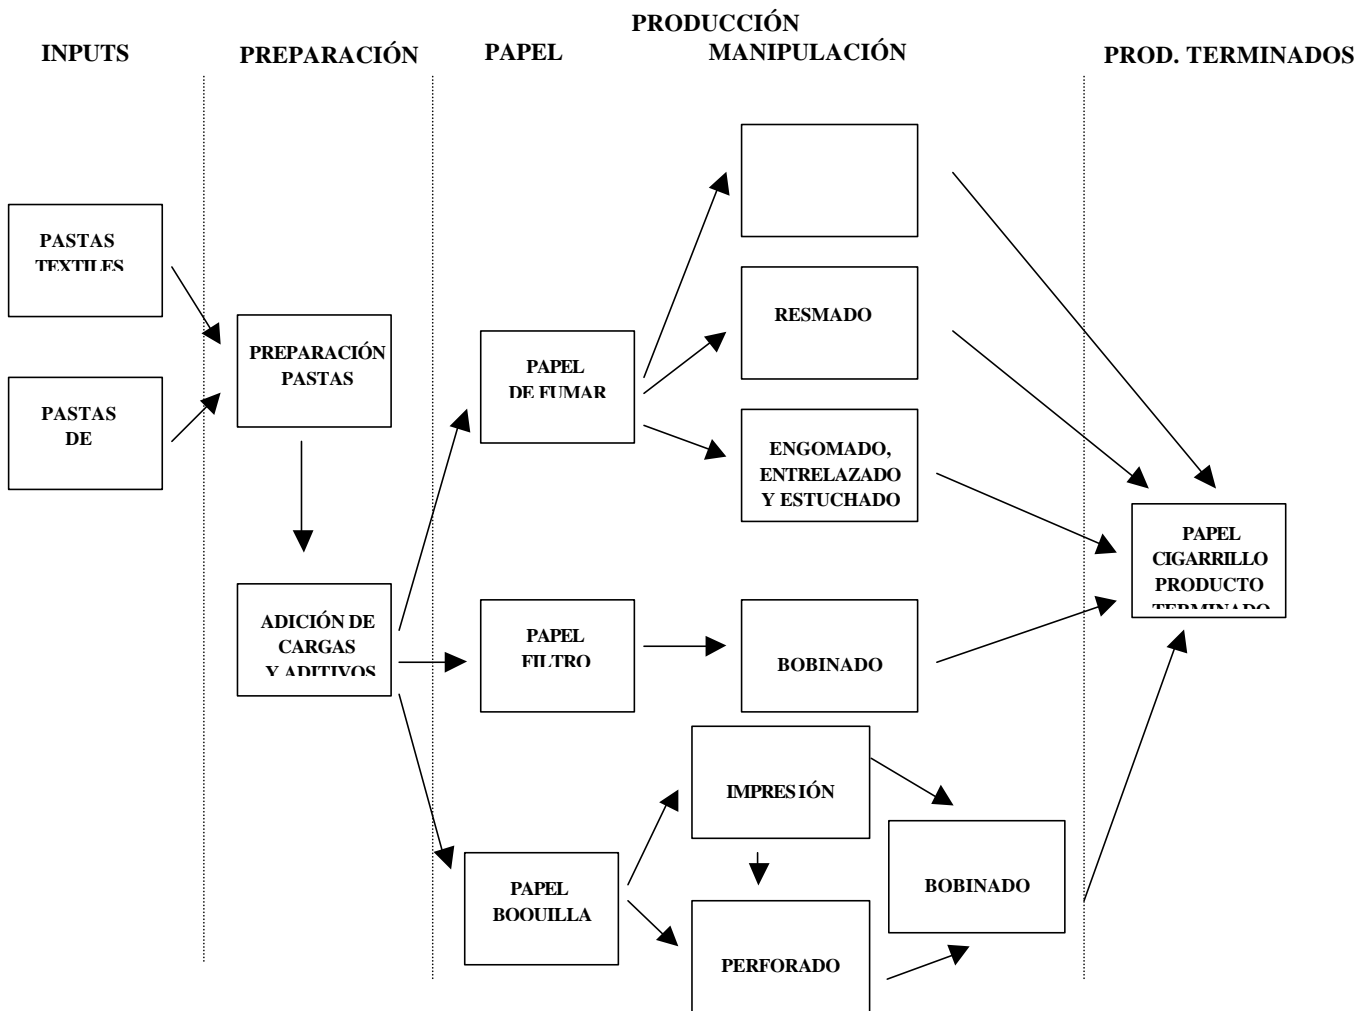 PRODUCCIÓN
INPUTS
PREPARACIÓN
PAPEL
MANIPULACIÓN
PROD. TERMINADOS
PASTAS
TEXTILES
PASTAS
DE
PREPARACIÓN
PASTAS
ADICIÓN DE
CARGAS
Y ADITIVOS
PAPEL
DE FUMAR
PAPEL
FILTRO
PAPEL
BOQUILLA
RESMADO
ENGOMADO,
ENTRELAZADO
Y ESTUCHADO
BOBINADO
IMPRESIÓN
PERFORADO
BOBINADO
PAPEL
CIGARRILLO
PRODUCTO
TERMINADO